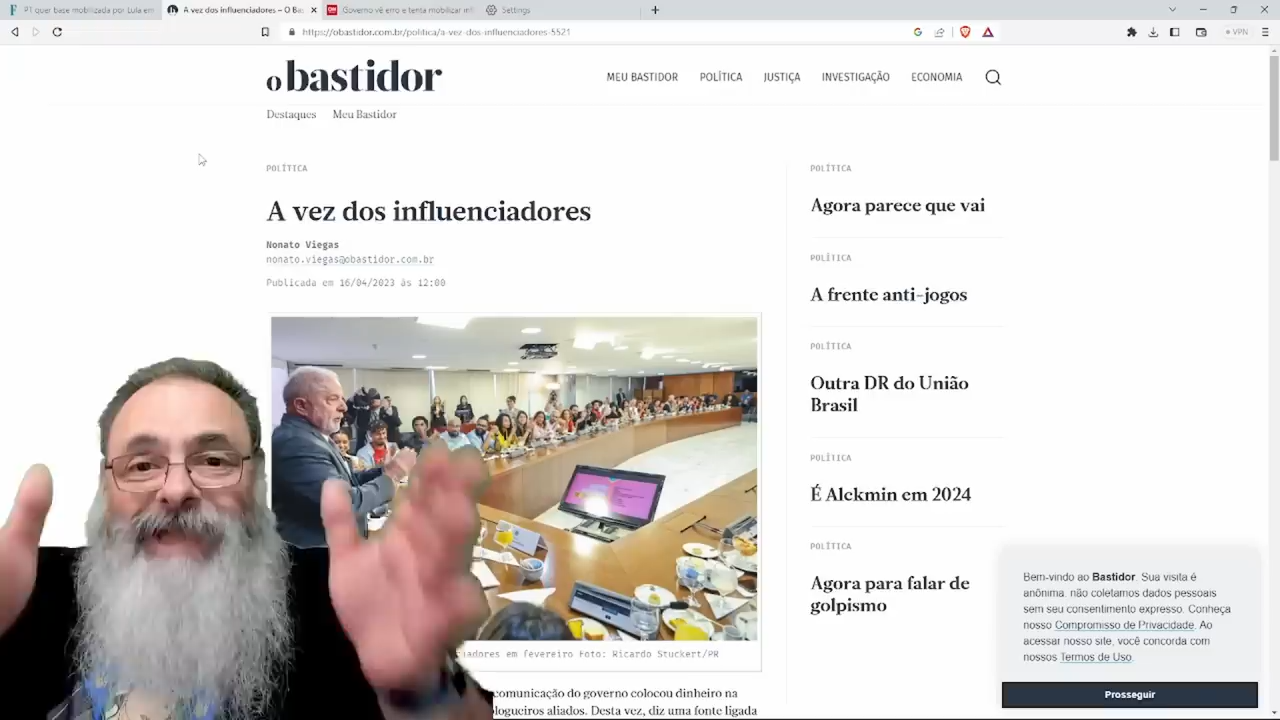 PT quer base mobilizada por Lula em
A vez dos influenciadores – O Bas
Governo vê erro e tenta mobilizar inf
Settings
https://obastidor.com.br/politica/a-vez-dos-influenciadores-5521
VPN
o bastidor
MEU BASTIDOR POLÍTICA JUSTIÇA INVESTIGAÇÃO ECONOMIA
Destaques Meu Bastidor
POLÍTICA
A vez dos influenciadores
Nonato Viegas
nonato.viegas@obastidor.com.br
Publicada em 16/04/2023 às 12:00
em fevereiro Foto: Ricardo Stuckert/PR
comunicação do governo colocou dinheiro na
aliados. Desta vez, diz uma fonte ligada
POLÍTICA
Agora parece que vai
POLÍTICA
A frente anti-jogos
POLÍTICA
Outra DR do União
Brasil
POLÍTICA
É Alckmin em 2024
POLÍTICA
Agora para falar de
golpismo
Bem-vindo ao Bastidor. Sua visita é
anônima: não coletamos dados pessoais
sem seu consentimento expresso. Conheça
nosso Compromisso de Privacidade. Ao
acessar nosso site, você concorda com
nossos Termos de Uso.
Prosseguir